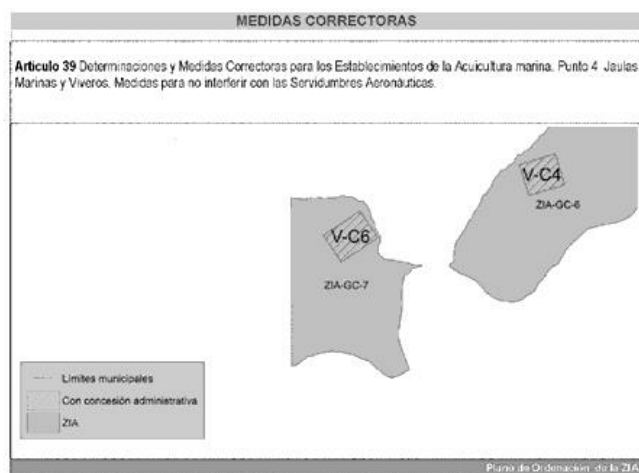 MEDIDAS CORRECTORAS
Artículo 39 Determinaciones y Medidas Correctoras para los Establecimientos de la Acuicultura marina. Punto 4 Jaulas
Marinas y Viveros. Medidas para no interferir con las Servidumbres Aeronáuticas.
V-C4
ZIA-GC-6
V-C6
ZIA-GC-7
Límites municipales
Con concesión administrativa
ZIA
Plano de Ordenación de la ZIA